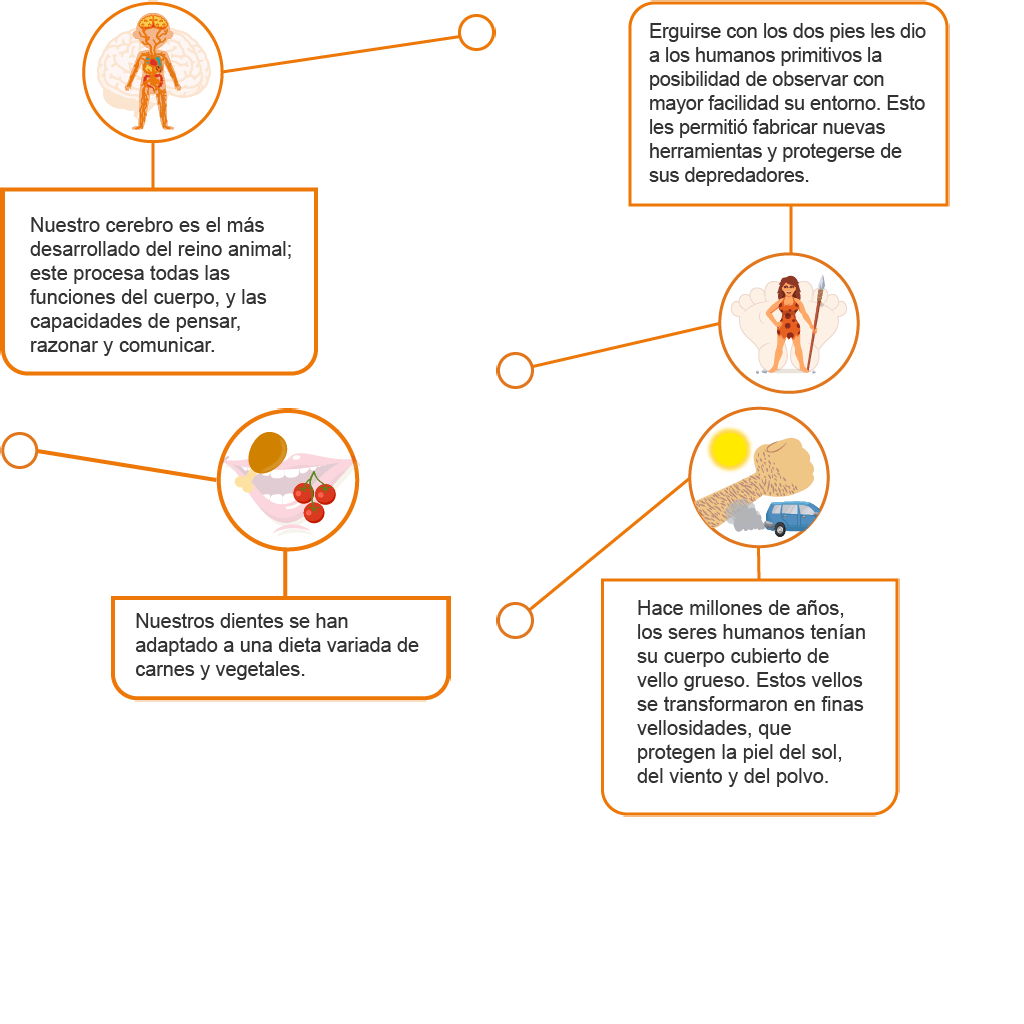 Erguirse con los dos pies les dio
a los humanos primitivos la
posibilidad de observar con
mayor facilidad su entorno. Esto
les permitió fabricar nuevas
herramientas y protegerse de
sus depredadores.
Nuestro cerebro es el más
desarrollado del reino animal;
este procesa todas las
funciones del cuerpo, y las
capacidades de pensar,
razonar y comunicar.
Nuestros dientes se han
adaptado a una dieta variada de
carnes y vegetales.
Hace millones de años,
los seres humanos tenían
su cuerpo cubierto de
vello grueso. Estos vellos
se transformaron en finas
vellosidades, que
protegen la piel del sol,
del viento y del polvo.